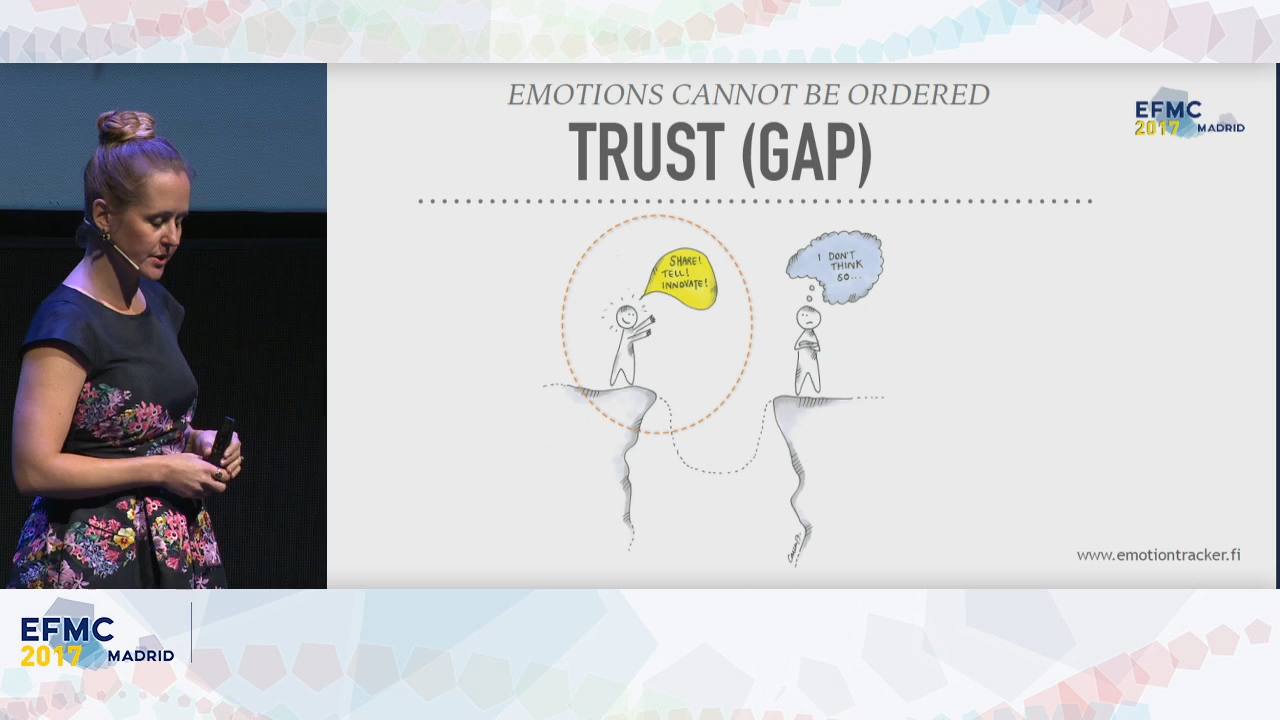 EMOTIONS CANNOT BE ORDERED
TRUST (GAP)
EFMC
2017 MADRID
SHARE!
TELL!
INNOVATE!
I DON'T
THINK
SO...
www.emotiontracker.fi
EFMC
2017 MADRID